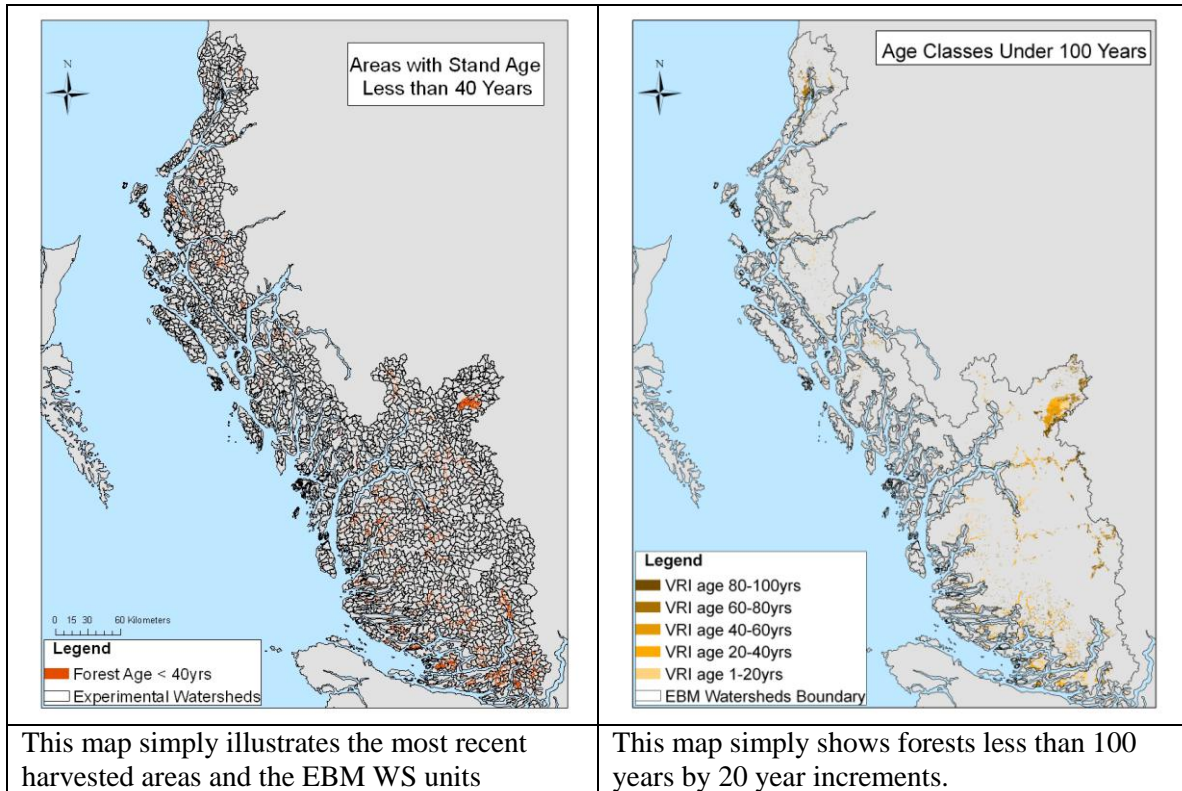 N
Areas with Stand Age
Less than 40 Years
0 15 30 60 Kilometers
Legend
Forest Age < 40yrs
Experimental Watersheds
N
Age Classes Under 100 Years
Legend
VRI age 80-100yrs
VRI age 60-80yrs
VRI age 40-60yrs
VRI age 20-40yrs
VRI age 1-20yrs
EBM Watersheds Boundary
This map simply illustrates the most recent
harvested areas and the EBM WS units
This map simply shows forests less than 100
years by 20 year increments.